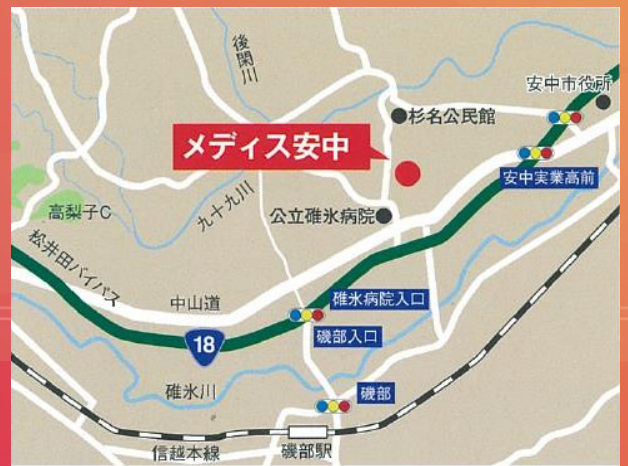 後閑川
安中市役所
杉名公民館
メディス安中
安中実業高前
高梨子C
九十九川
公立碓氷病院
松井田バイパス
中山道
碓氷病院入口
18
磯部入口
碓氷川
磯部
信越本線
磯部駅